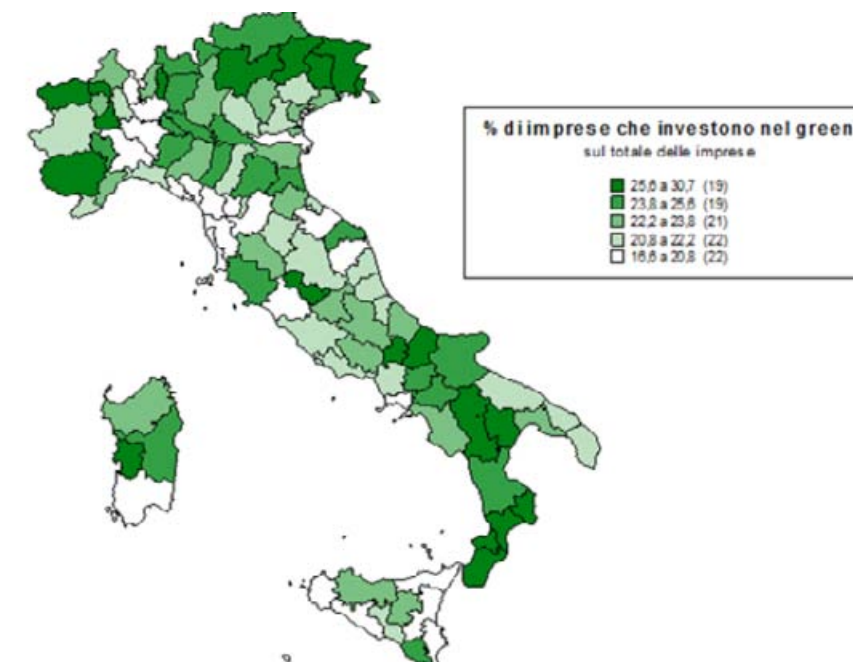 % di imprese che investono nel green
sul totale delle imprese
25,6 a 30,7 (19)
23,8 a 25,6 (19)
22,2 a 23,8 (21)
20,8 a 22,2 (22)
16,6 a 20,8 (22)